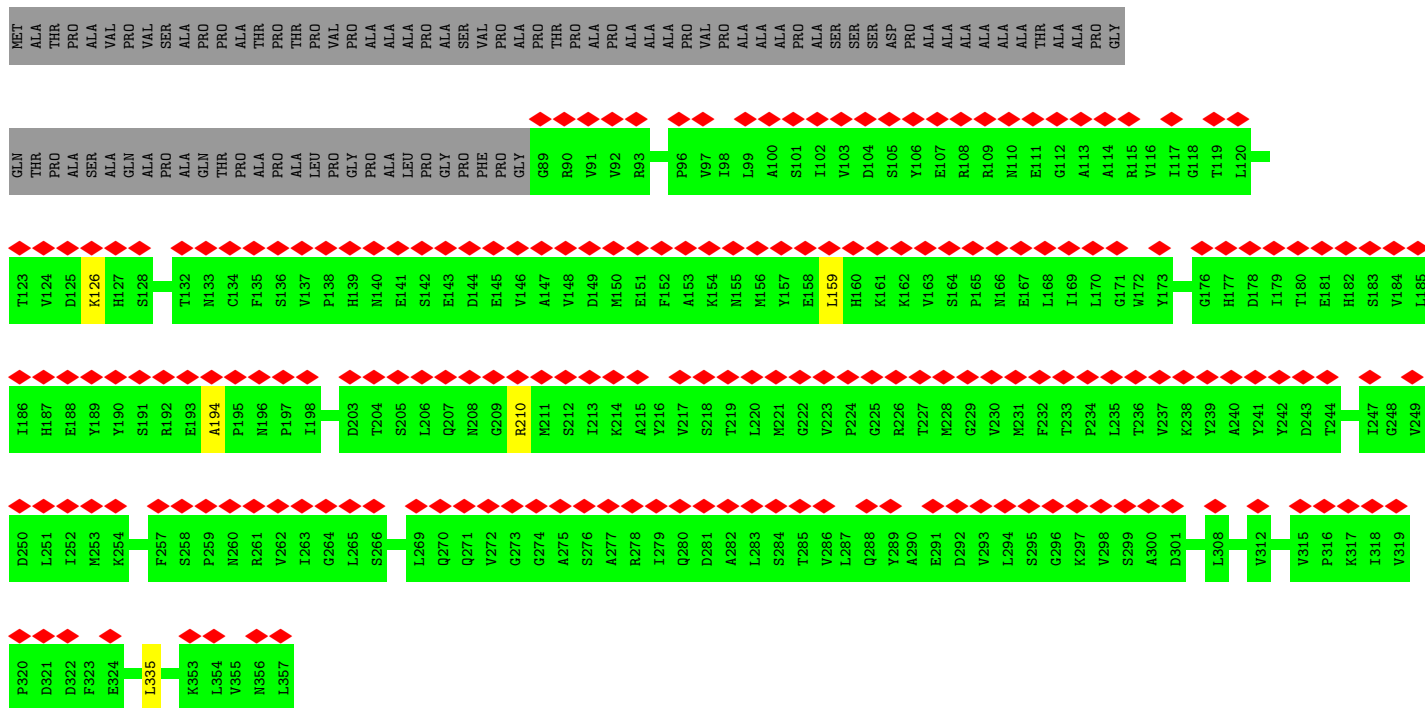 MET ALA THR PRO ALA VAL PRO VAL SER ALA PRO PRO ALA THR PRO THR PRO VAL PRO ALA ALA ALA PRO ALA SER VAL PRO ALA PRO THR PRO ALA PRO ALA ALA ALA PRO VAL PRO ALA ALA ALA PRO ALA SER SER SER ASP PRO ALA ALA ALA ALA ALA ALA THR ALA ALA PRO GLY
GLN THR PRO ALA SER ALA GLN ALA PRO ALA GLN THR PRO ALA PRO ALA LEU PRO GLY PRO ALA LEU PRO GLY PRO PHE PRO GLY G89 R90 V91 V92 R93 P96 V97 I98 L99 A100 S101 I102 V103 D104 S105 Y106 E107 R108 R109 N110 E111 G112 A113 A114 R115 V116 I117 G118 T119 L120
T123 V124 D125 K126 H127 S128 T132 N133 C134 F135 S136 V137 P138 H139 N140 E141 S142 E143 D144 E145 V146 A147 V148 D149 M150 E151 F152 A153 K154 N155 M156 Y157 E158 L159 H160 K161 K162 V163 S164 P165 N166 E167 L168 I169 L170 G171 W172 Y173 G176 H177 D178 I179 T180 E181 H182 S183 V184 L185
I186 H187 E188 Y189 Y190 S191 R192 E193 A194 P195 N196 P197 I198 D203 T204 S205 L206 Q207 N208 G209 R210 M211 S212 I213 K214 A215 Y216 V217 S218 T219 L220 M221 G222 V223 P224 G225 R226 T227 M228 G229 V230 M231 F232 T233 P234 L235 T236 V237 K238 Y239 A240 Y241 Y242 D243 T244 I247 G248 V249
D250 L251 I252 M253 K254 F257 S258 P259 N260 R261 V262 I263 G264 L265 S266 L269 Q270 Q271 V272 G273 G274 A275 S276 A277 R278 I279 Q280 D281 A282 L283 S284 T285 V286 L287 Q288 Y289 A290 E291 D292 V293 L294 S295 G296 K297 V298 S299 A300 D301 L308 V312 V315 P316 K317 I318 V319
P320 D321 D322 F323 E324 L335 K353 L354 V355 N356 L357